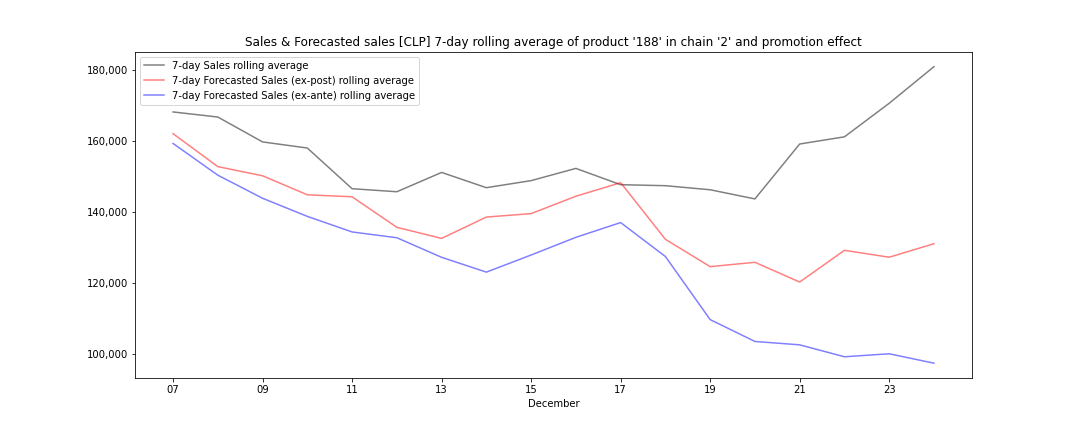 Sales & Forecasted sales [CLP] 7-day rolling average of product '188' in chain '2' and promotion effect
7-day Sales rolling average
7-day Forecasted Sales (ex-post) rolling average
7-day Forecasted Sales (ex-ante) rolling average
180,000
160,000
140,000
120,000
100,000
07 09 11 13 15 17 19 21 23
December